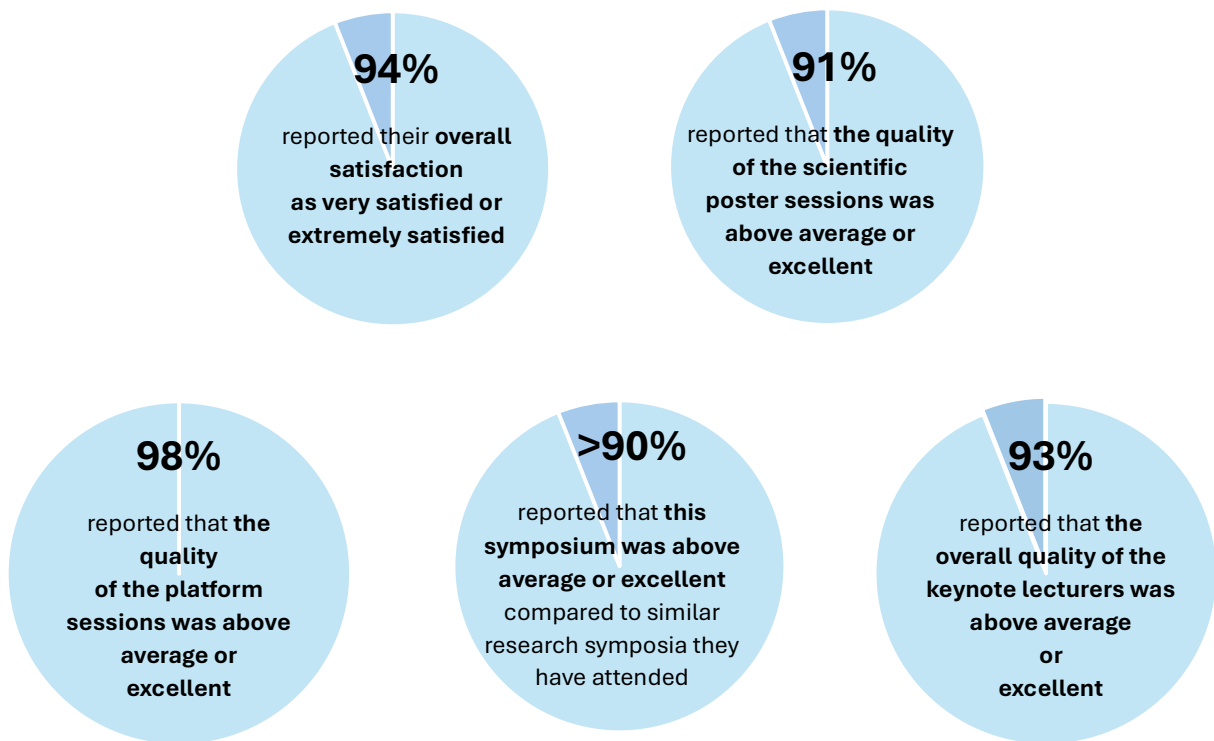 94%
reported their overall
satisfaction
as very satisfied or
extremely satisfied
91%
reported that the quality
of the scientific
poster sessions was
above average or
excellent
98%
reported that the
quality
of the platform
sessions was above
average or
excellent
>90%
reported that this
symposium was above
average or excellent
compared to similar
research symposia they
have attended
93%
reported that the
overall quality of the
keynote lecturers was
above average
or
excellent